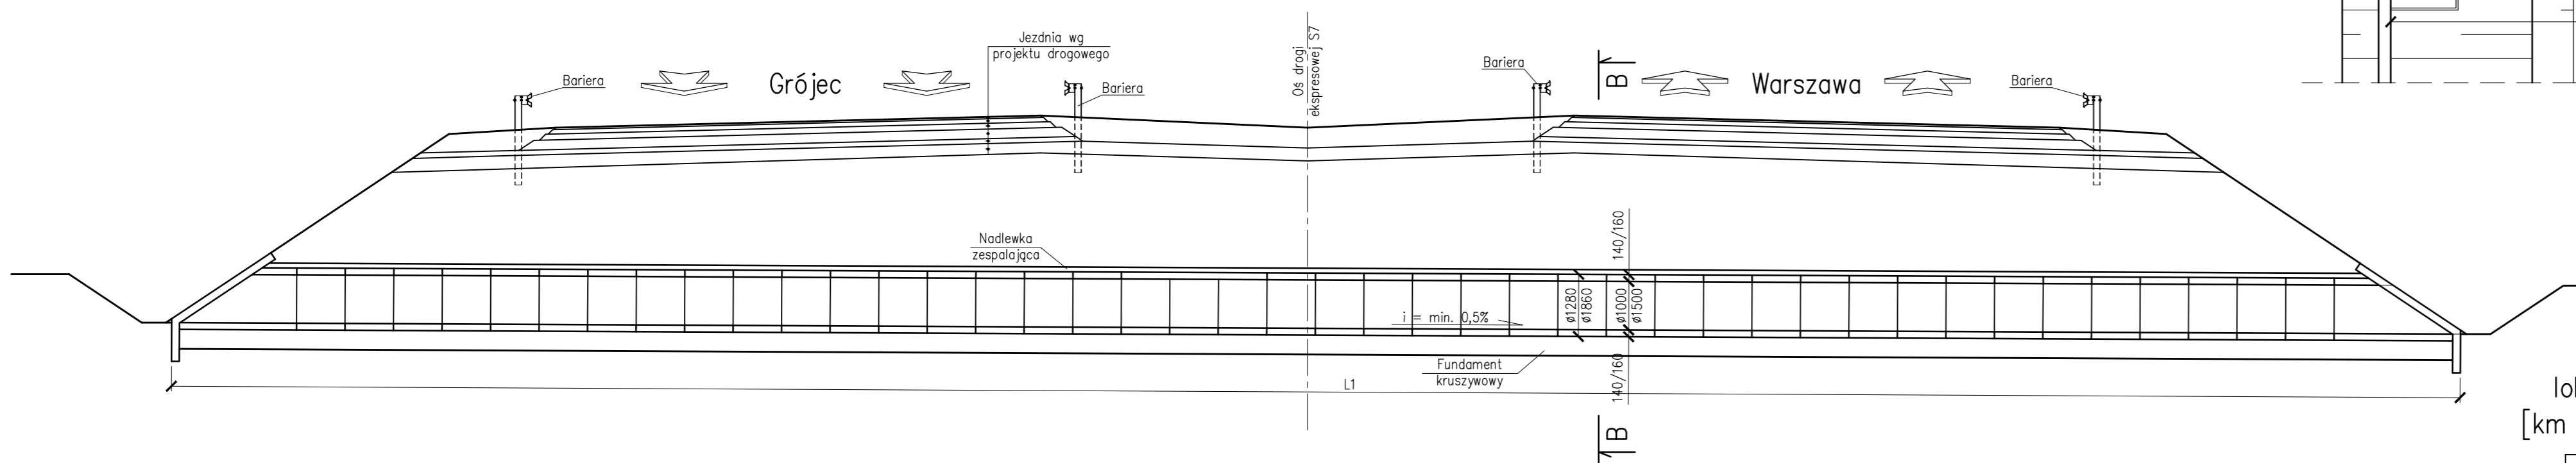 Jezdnia wg
projektu drogowego
Oś drogi
ekspresowej S7
B
Bariera
Grójec
Bariera
Bariera
Warszawa
Bariera
Nadlewka
zespalająca
140/160
ø1280
ø1860
ø1000
ø1500
i = min. 0,5%
Fundament
kruszywowy
140/160
L1
B
[km